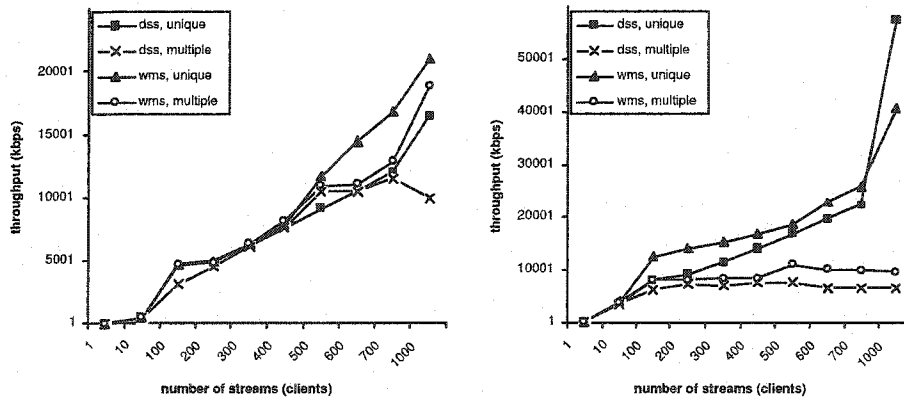 dss, unique
dss, multiple
wms, unique
wms, multiple
20001
15001
10001
5001
1
throughput (kbps)
1
10
100
200
300
400
500
600
700
1000
number of streams (clients)
dss, unique
dss, multiple
wms, unique
wms, multiple
50001
40001
30001
20001
10001
1
throughput (kbps)
1
10
100
200
300
400
500
600
700
1000
number of streams (clients)